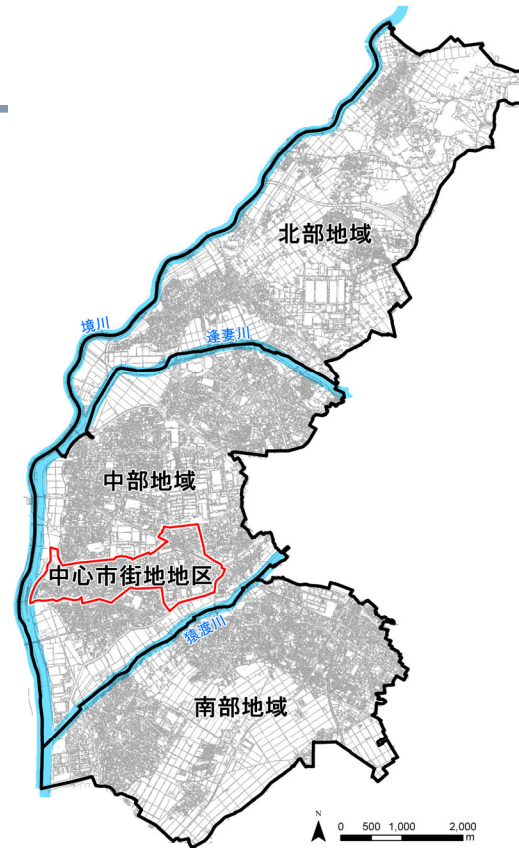 北部地域
境川
逢妻川
中部地域
中心市街地地区
猿渡川
南部地域
N
0 500 1,000 2,000
m